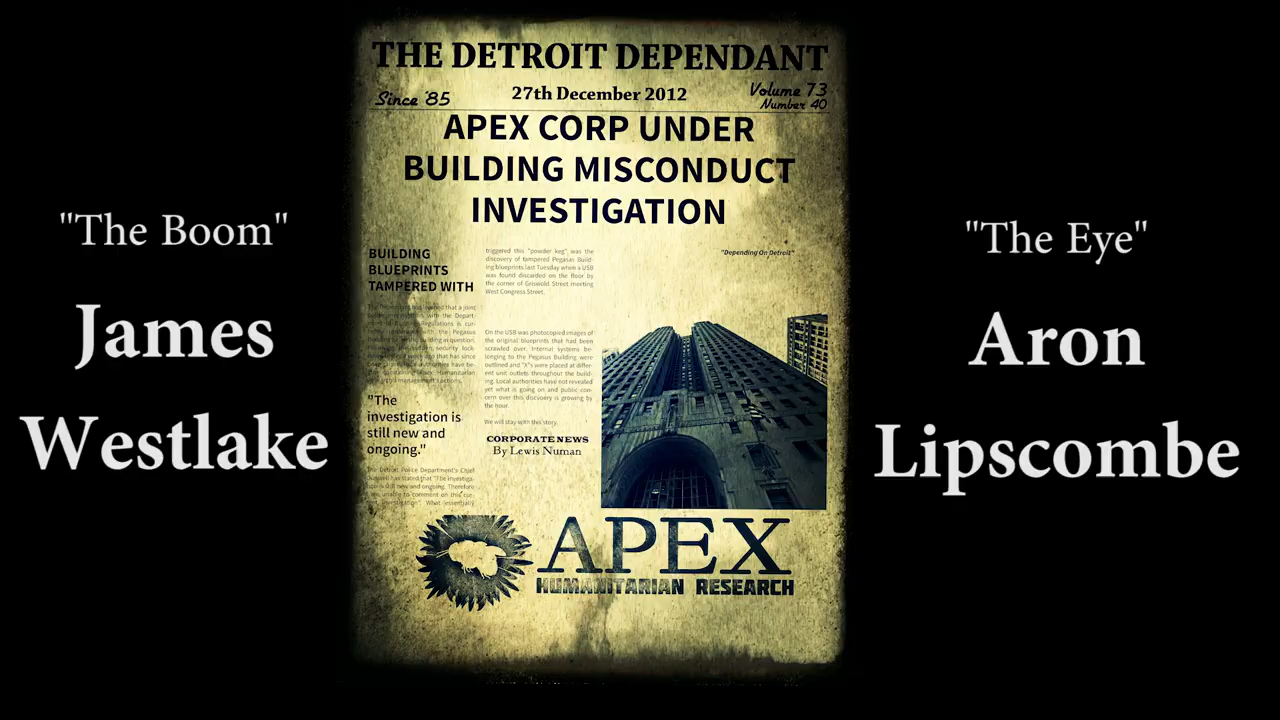 "The Boom"
James
Westlake
THE DETROIT DEPENDANT
Since '85
27th December 2012
Volume 73
Number 40
APEX CORP UNDER
BUILDING MISCONDUCT
INVESTIGATION
BUILDING
BLUEPRINTS
TAMPERED WITH
"The
investigation is
still new and
ongoing."
The Detroit Police Department's Chief
triggered this "powder keg", was the
discovery of tampered Pegasus Build-
ing blueprints last Tuesday when a USB
was found discarded on the floor by
the corner of Griswold Street meeting
West Congress Street.
On the USB was photocopied images of
the original blueprints that had been
scrawled over. Internal systems be-
longing to the Pegasus Building were
outlined and "X"s were placed at differ-
ent unit outlets throughout the build-
ing. Local authorities have not revealed
yet what is going on and public con-
cern over this discvoery is growing by
the hour.
We will stay with this story.
CORPORATE NEWS
By Lewis Numan
"Depending On Detroit"
APEX
HUMANITARIAN RESEARCH
"The Eye"
Aron
Lipscombe